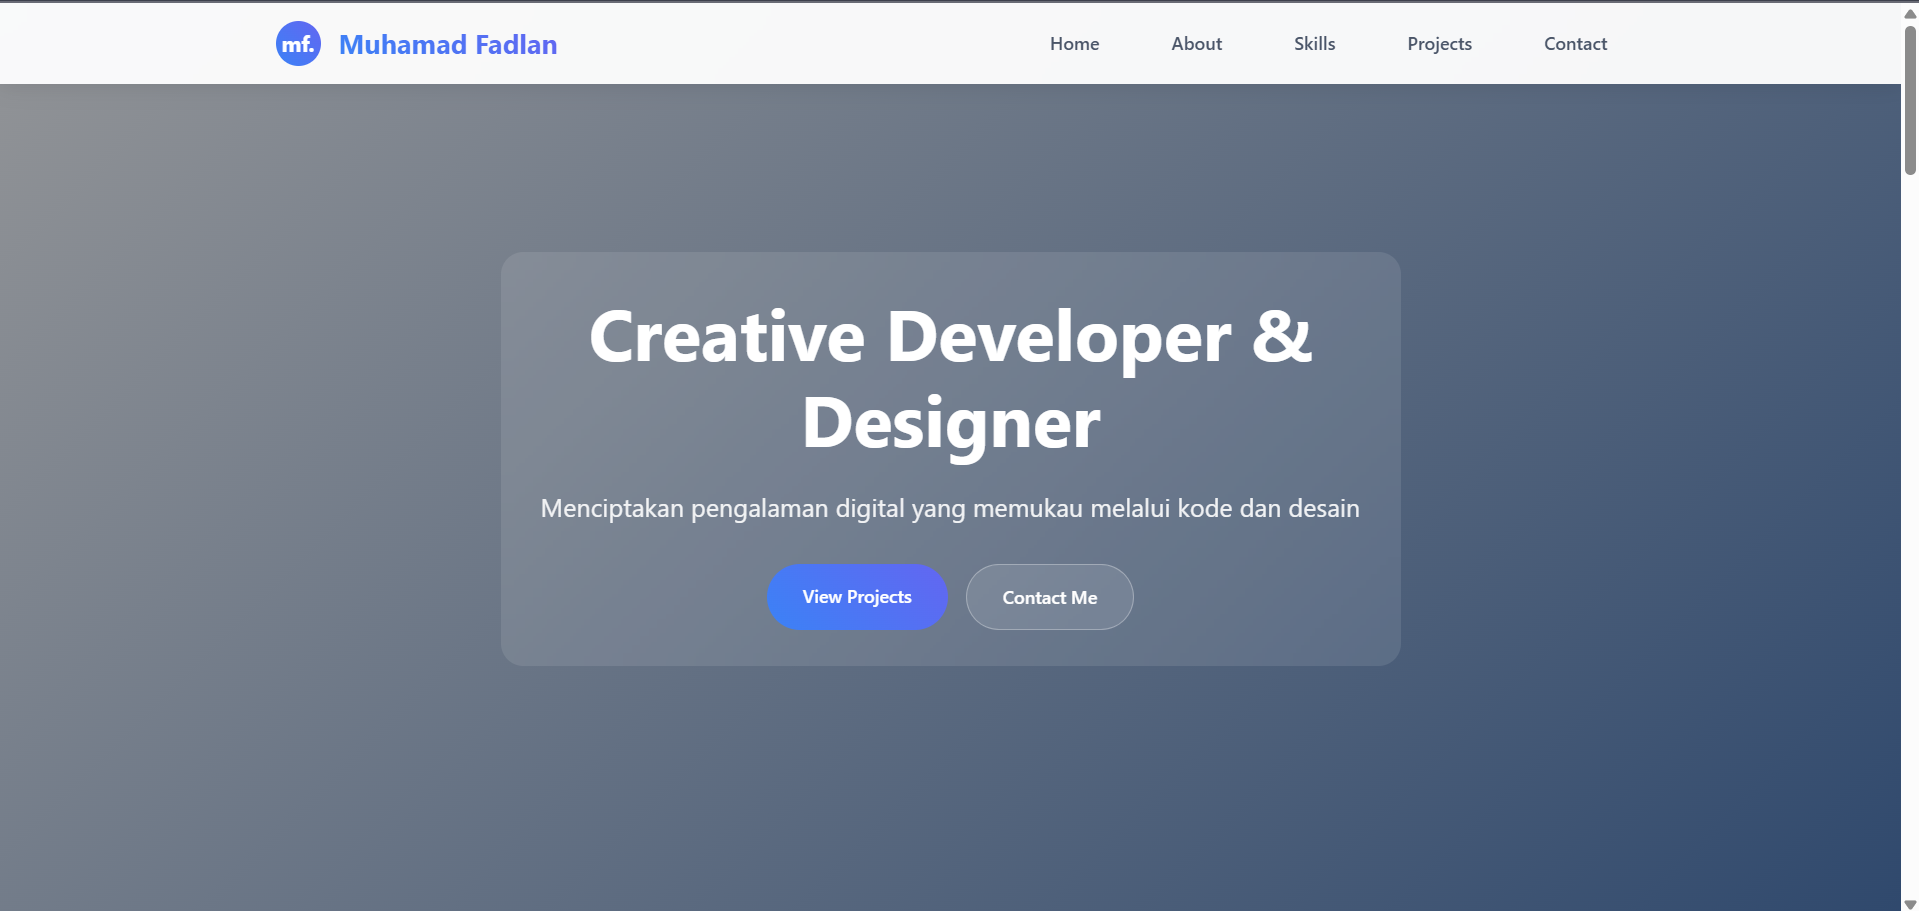 mf. Muhamad Fadlan Home About Skills Projects Contact
Creative Developer &
Designer
Menciptakan pengalaman digital yang memukau melalui kode dan desain
View Projects Contact Me